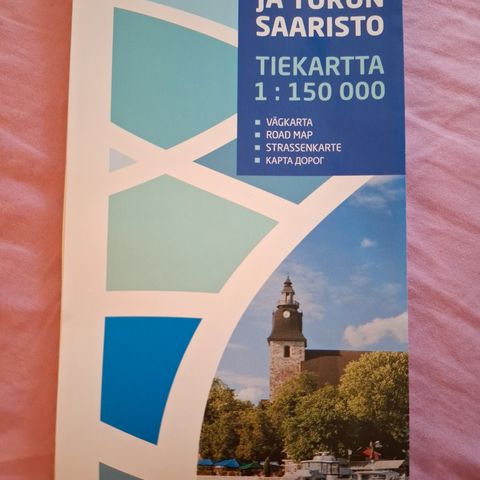 JA TURUN
SAARISTO
TIEKARTTA
1 : 150 000
VÄGKARTA
ROAD MAP
STRASSENKARTE
КАРТА ДОРОГ